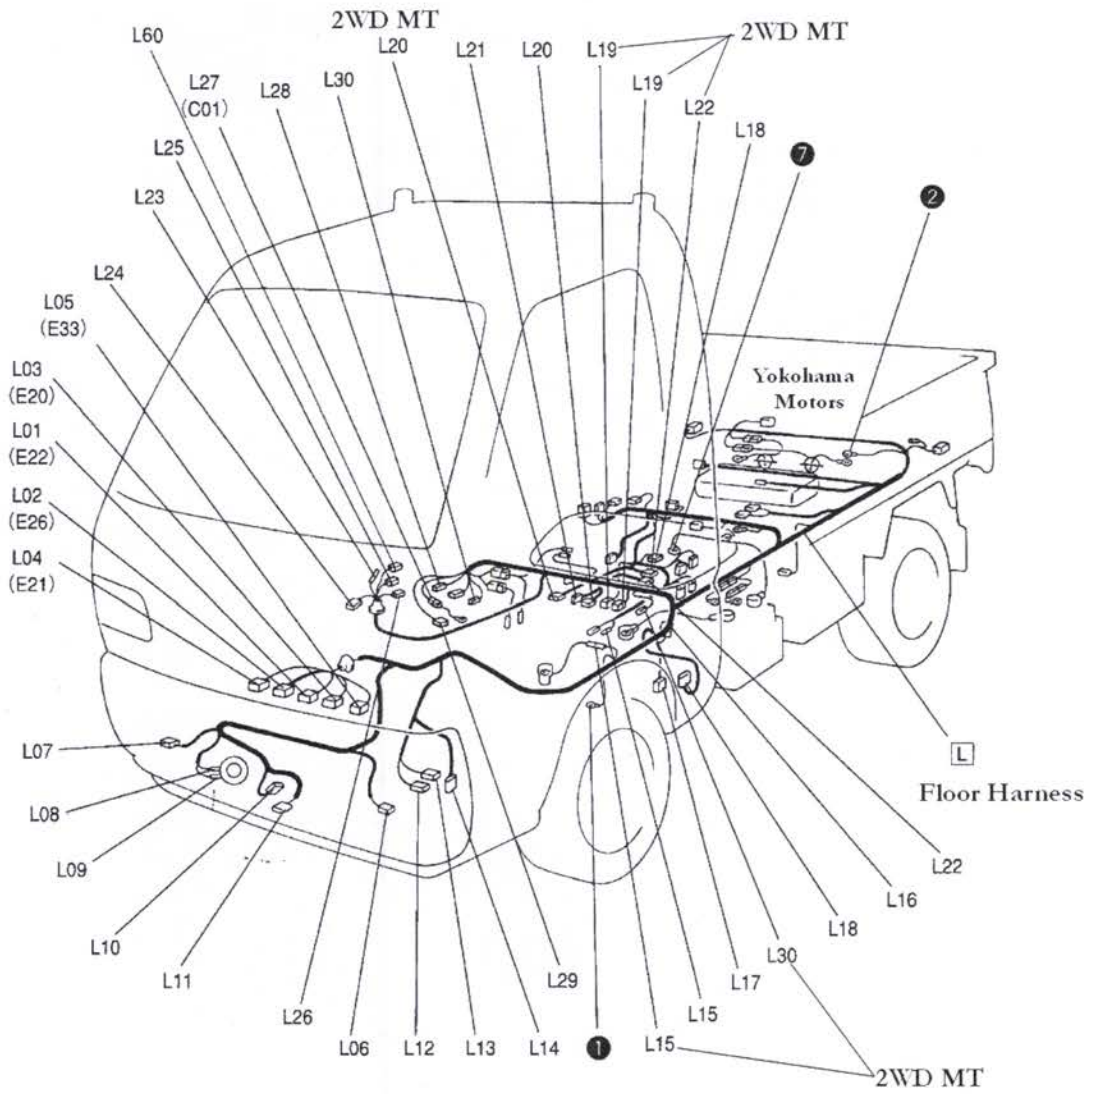 2WD MT
L60
L20
L21
L20
L19
2WD MT
L27
(C01)
L28
L30
L19
L22
L18
L25
7
L23
2
L24
L05
(E33)
L03
(E20)
Yokohama
Motors
L01
(E22)
L02
(E26)
L04
(E21)
L07
L
Floor Harness
L08
L09
L22
L16
L10
L18
L11
L30
L29
L17
L26
L15
L06
L12
L13
L14
1
L15
2WD MT